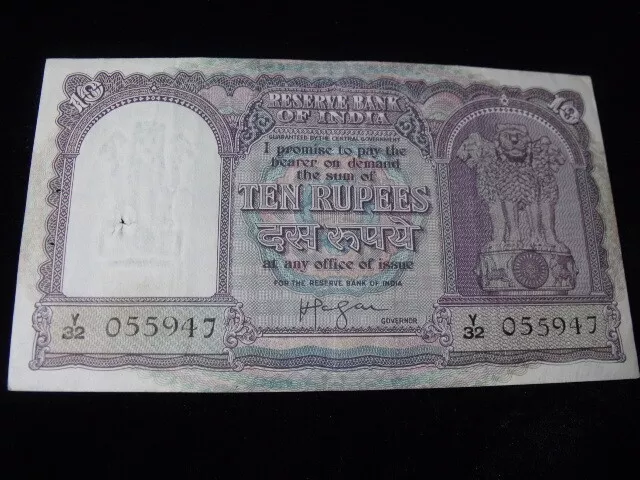 10
10
RESERVE BANK
OF INDIA
GUARANTEED BY THE CENTRAL GOVERNMENT
I promise to pay the
bearer on demand
the sum of
TEN RUPEES
दस रूपये
at any office of issue
FOR THE RESERVE BANK OF INDIA
GOVERNOR
Y/32 055947
Y/32 055947